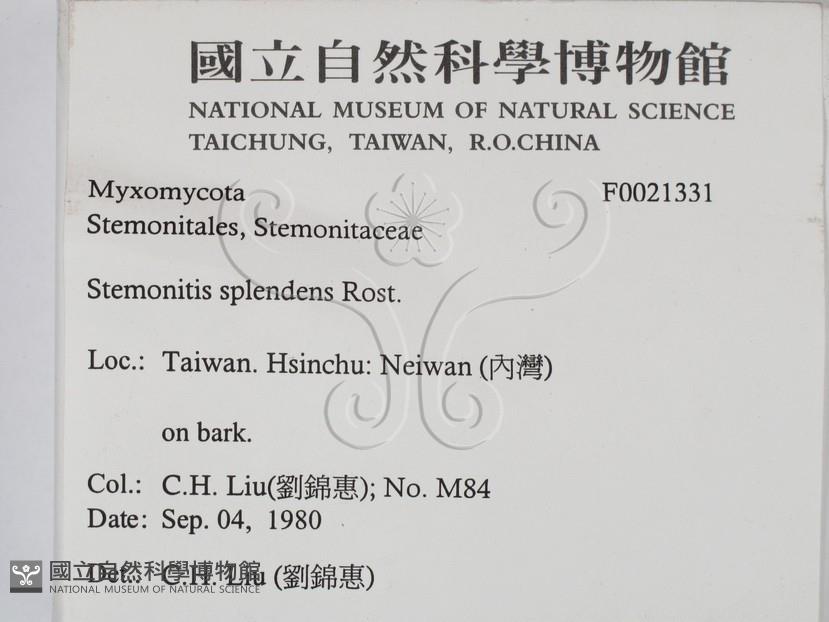 國立自然科學博物館
NATIONAL MUSEUM OF NATURAL SCIENCE
TAICHUNG, TAIWAN, R.O.CHINA
Myxomycota F0021331
Stemonitales, Stemonitaceae
Stemonitis splendens Rost.
Loc.: Taiwan. Hsinchu: Neiwan (內灣)
on bark.
Col.: C.H. Liu(劉錦惠); No. M84
Date: Sep. 04, 1980
Det.: C.H. Liu (劉錦惠)
國立自然科學博物館
NATIONAL MUSEUM OF NATURAL SCIENCE